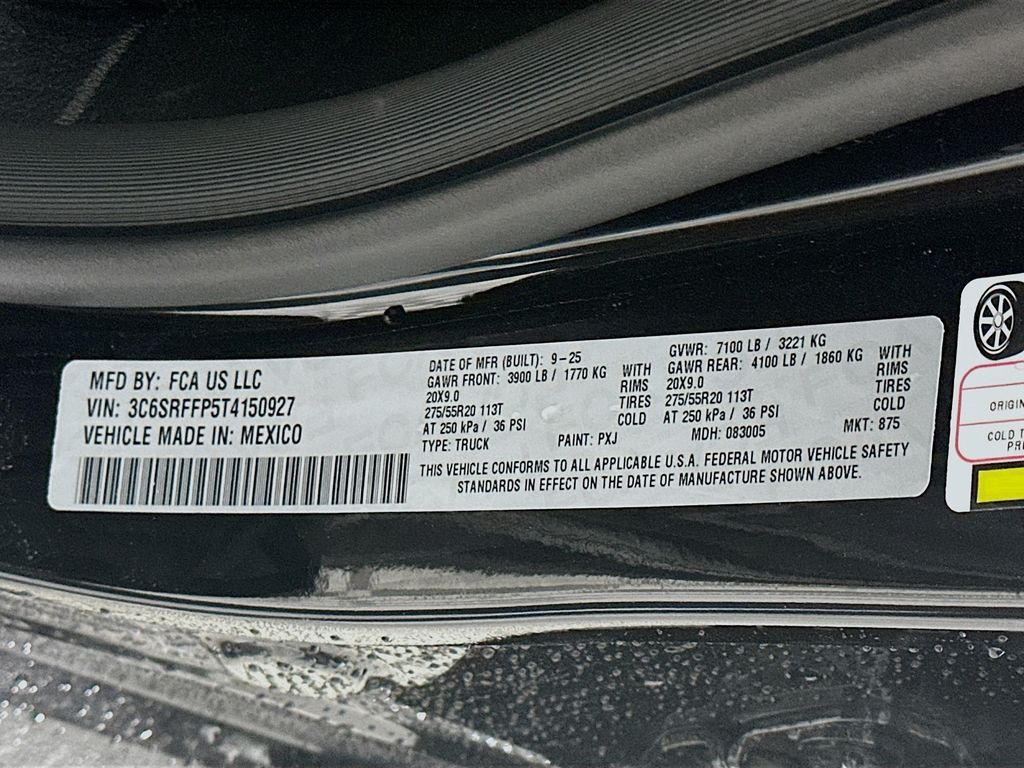 MFD BY: FCA US LLC
VIN: 3C6SRFFP5T4150927
VEHICLE MADE IN: MEXICO
DATE OF MFR (BUILT): 9-25
GAWR FRONT: 3900 LB / 1770 KG WITH
20X9.0 RIMS
275/55R20 113T TIRES
AT 250 kPa / 36 PSI COLD
TYPE: TRUCK
GVWR: 7100 LB / 3221 KG
GAWR REAR: 4100 LB / 1860 KG WITH
20X9.0 RIMS
275/55R20 113T TIRES
AT 250 kPa / 36 PSI COLD
PAINT: PXJ MDH: 083005 MKT: 875
THIS VEHICLE CONFORMS TO ALL APPLICABLE U.S.A. FEDERAL MOTOR VEHICLE SAFETY
STANDARDS IN EFFECT ON THE DATE OF MANUFACTURE SHOWN ABOVE.
COLD